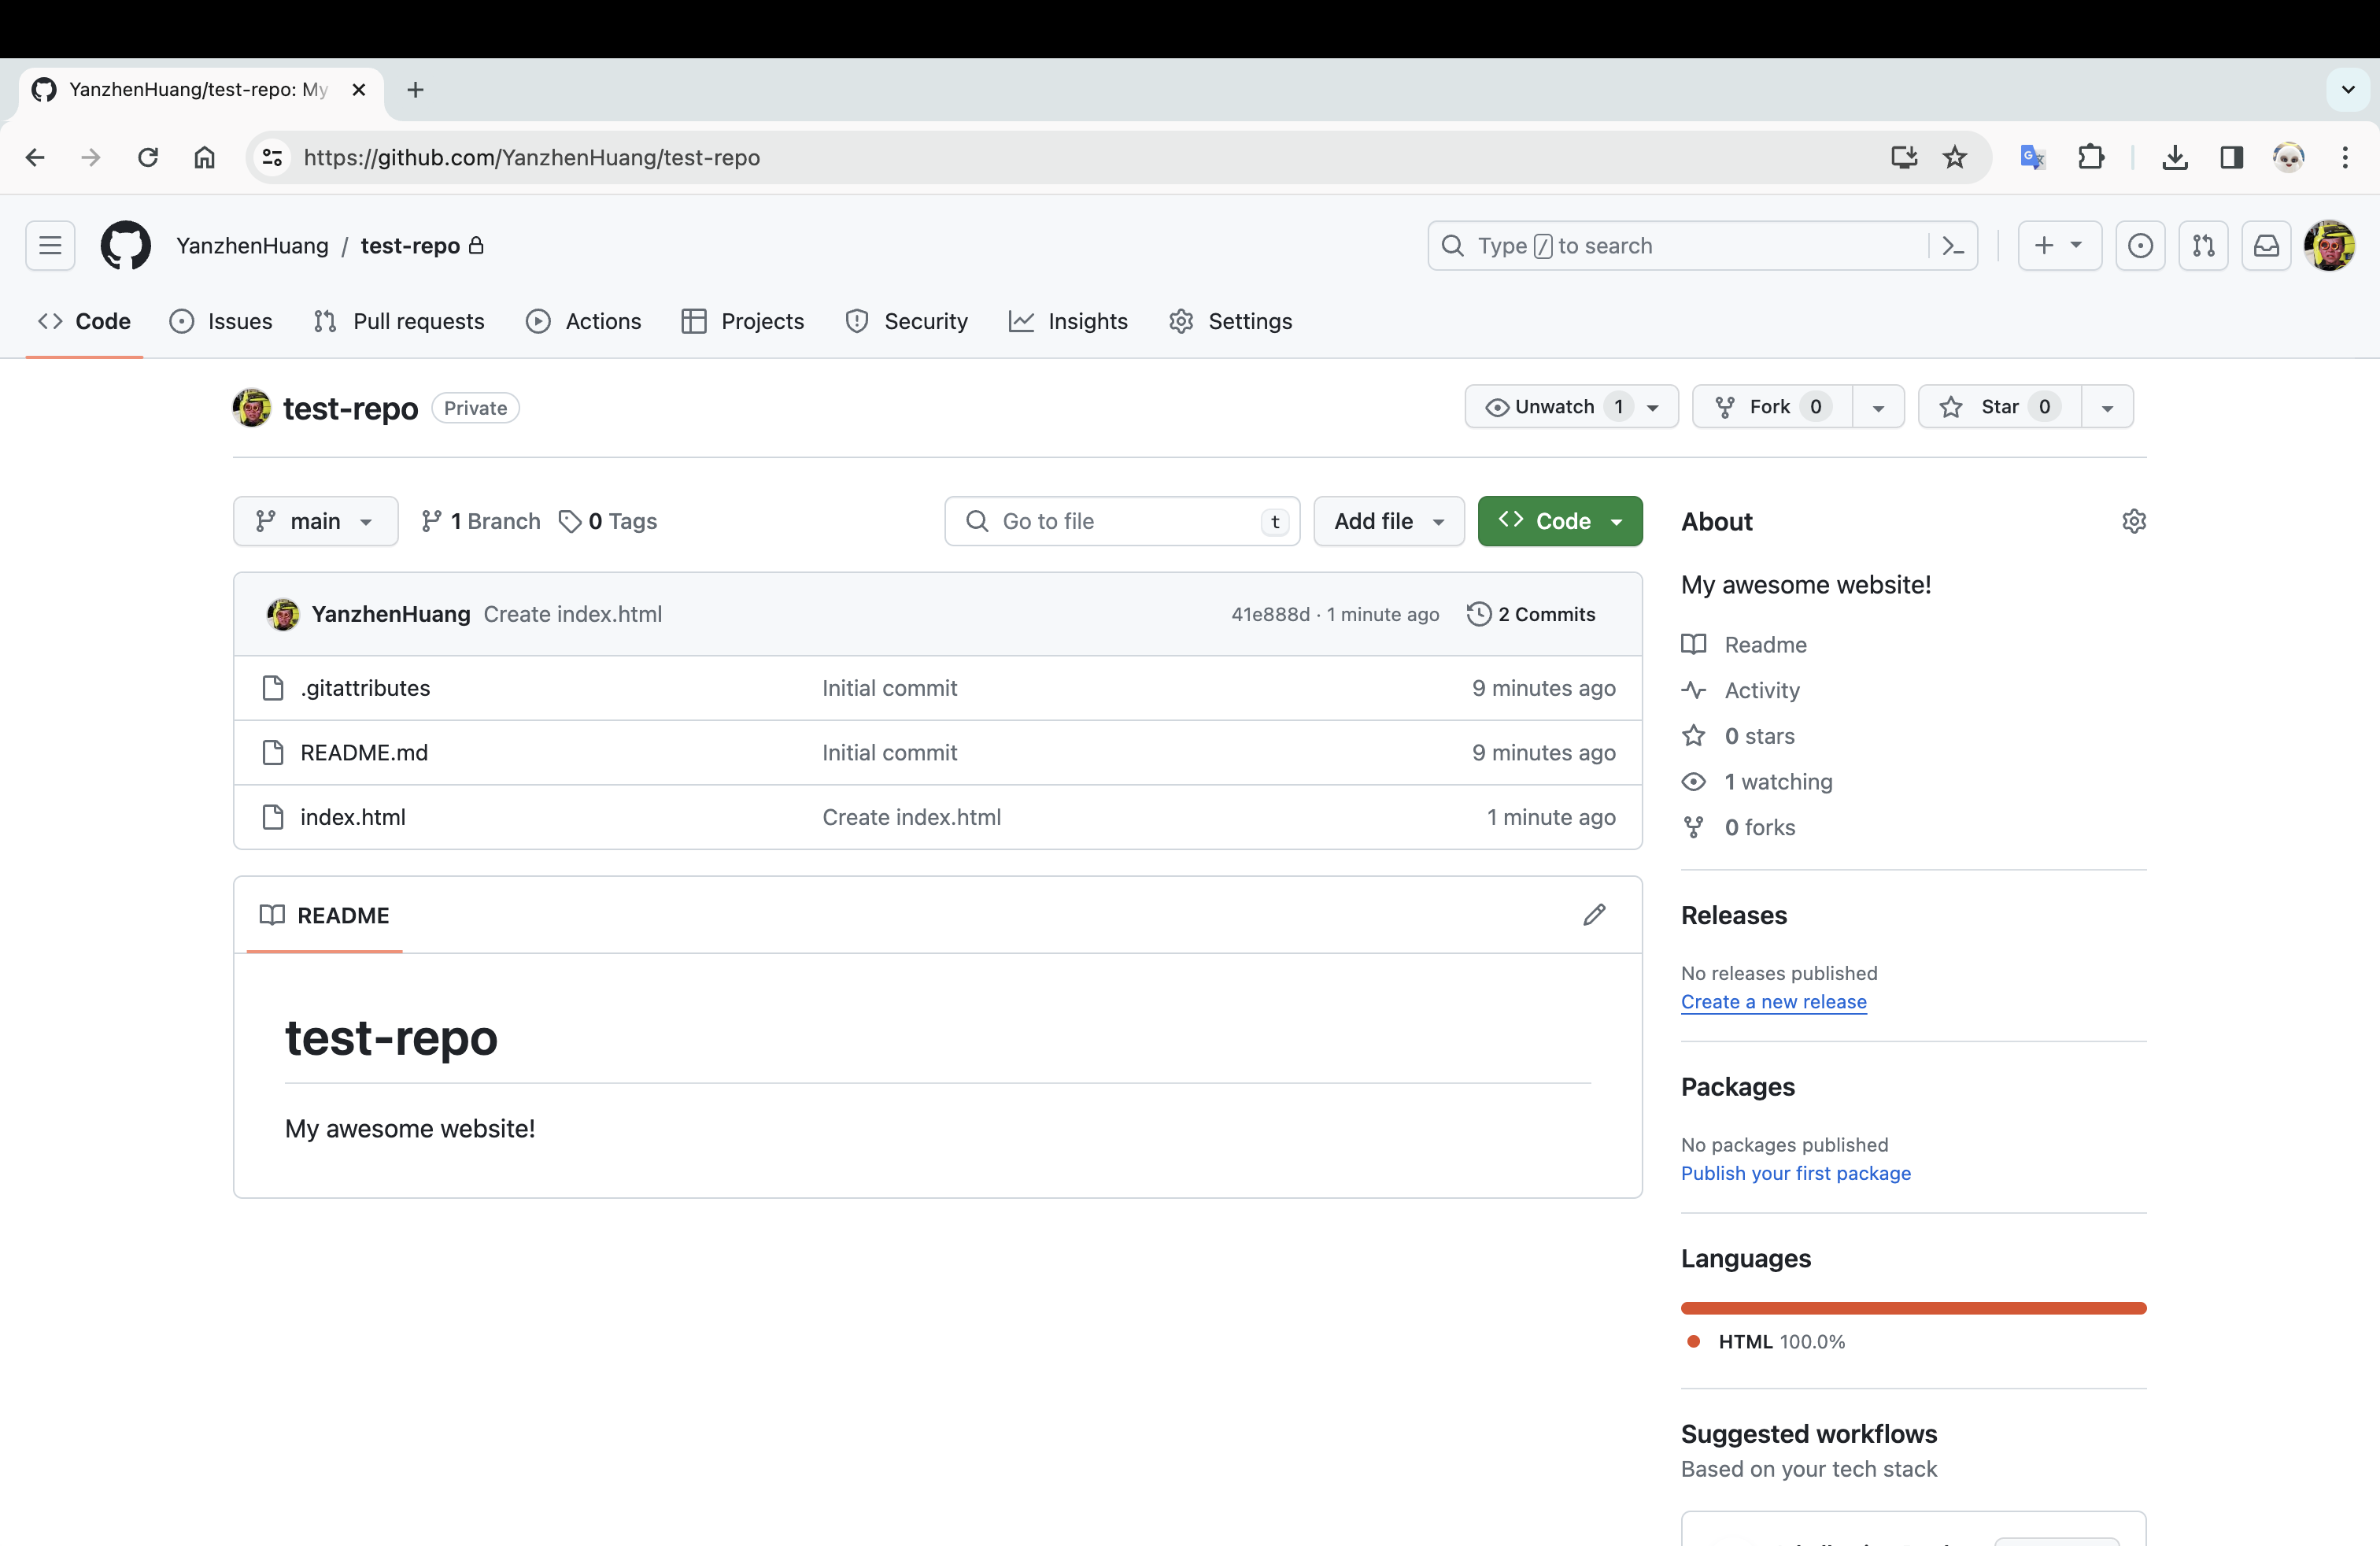 YanzhenHuang/test-repo: My
https://github.com/YanzhenHuang/test-repo
YanzhenHuang / test-repo
Type / to search
Code Issues Pull requests Actions Projects Security Insights Settings
test-repo Private
Unwatch 1 Fork 0 Star 0
main 1 Branch 0 Tags
Go to file t
Add file Code
YanzhenHuang Create index.html 41e888d · 1 minute ago 2 Commits
.gitattributes Initial commit 9 minutes ago
README.md Initial commit 9 minutes ago
index.html Create index.html 1 minute ago
README
test-repo
My awesome website!
About
My awesome website!
Readme
Activity
0 stars
1 watching
0 forks
Releases
No releases published
Create a new release
Packages
No packages published
Publish your first package
Languages
HTML 100.0%
Suggested workflows
Based on your tech stack